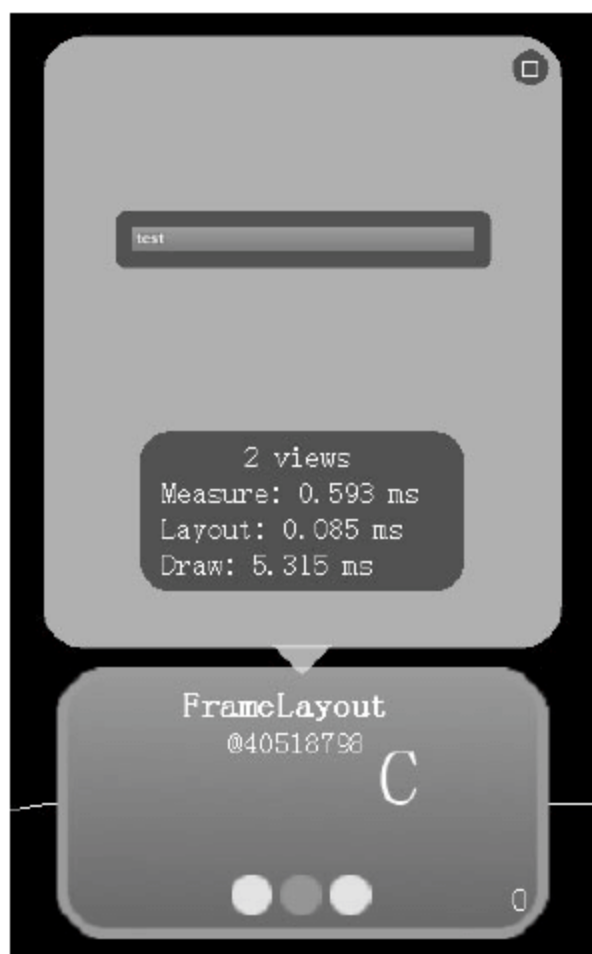 test
2 views
Measure: 0.593 ms
Layout: 0.085 ms
Draw: 5.315 ms
FrameLayout
@40518798
C
0